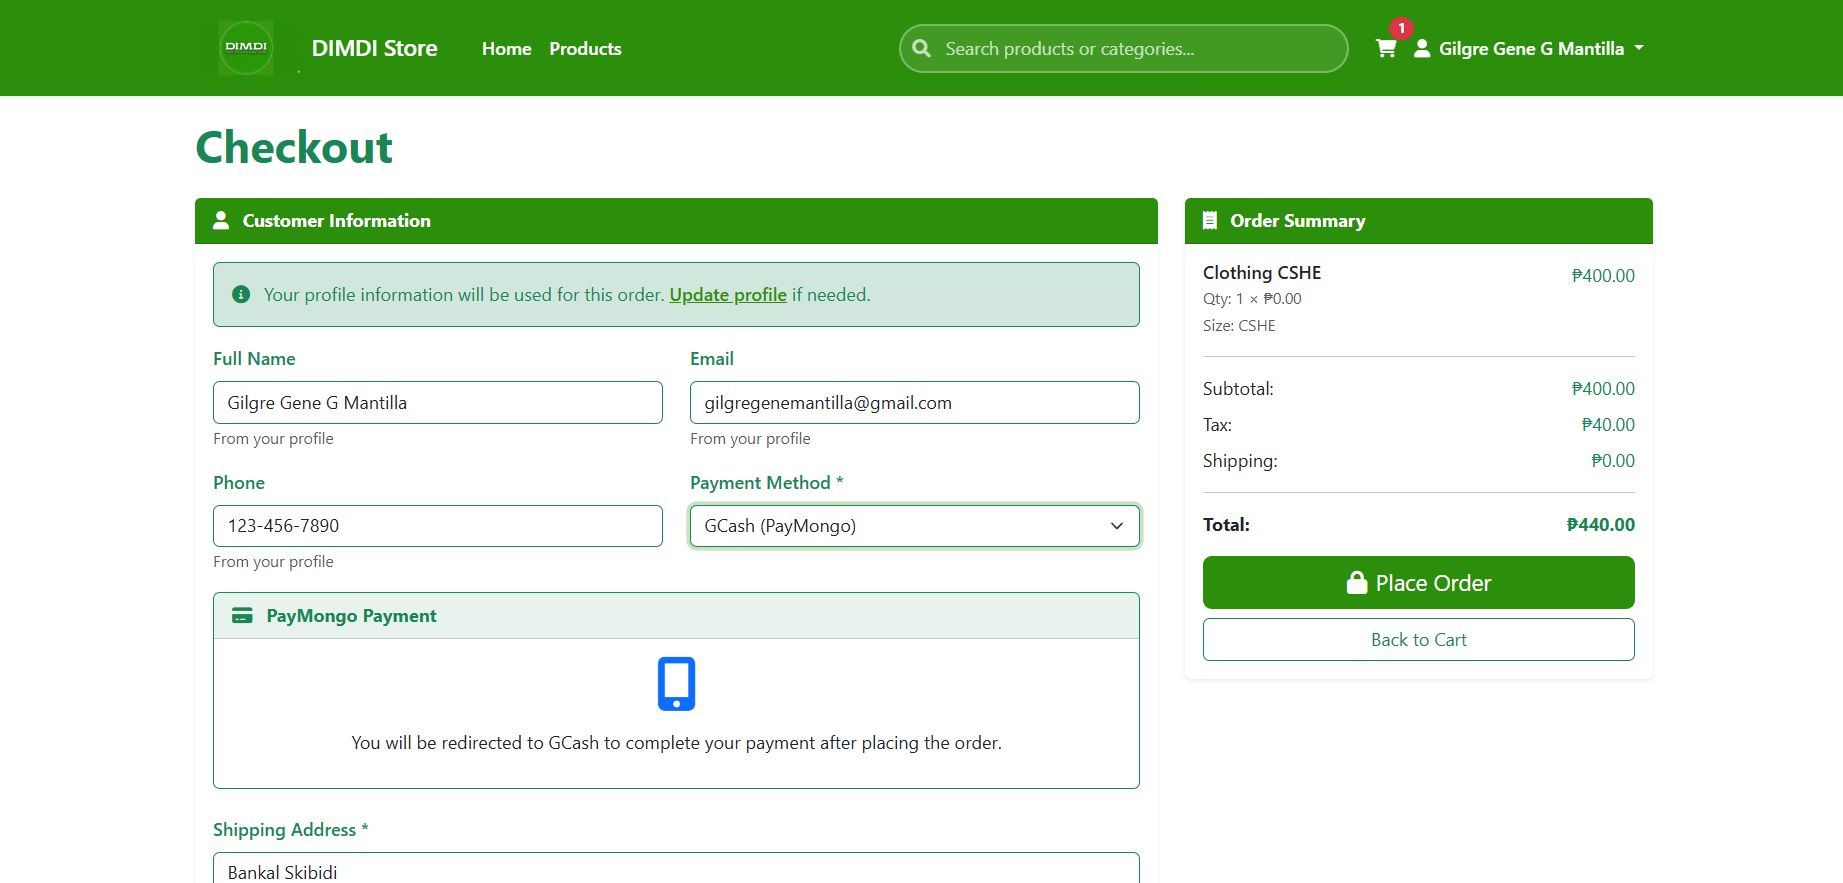 DIMDI
DIMDI Store
Home
Products
Search products or categories...
1
Gilgre Gene G Mantilla
Checkout
Customer Information
Your profile information will be used for this order. Update profile if needed.
Full Name
Gilgre Gene G Mantilla
From your profile
Email
gilgregenemantilla@gmail.com
From your profile
Phone
123-456-7890
From your profile
Payment Method *
GCash (PayMongo)
PayMongo Payment
You will be redirected to GCash to complete your payment after placing the order.
Shipping Address *
Bankal Skibidi
Order Summary
Clothing CSHE ₱400.00
Qty: 1 × ₱0.00
Size: CSHE
Subtotal: ₱400.00
Tax: ₱40.00
Shipping: ₱0.00
Total: ₱440.00
Place Order
Back to Cart